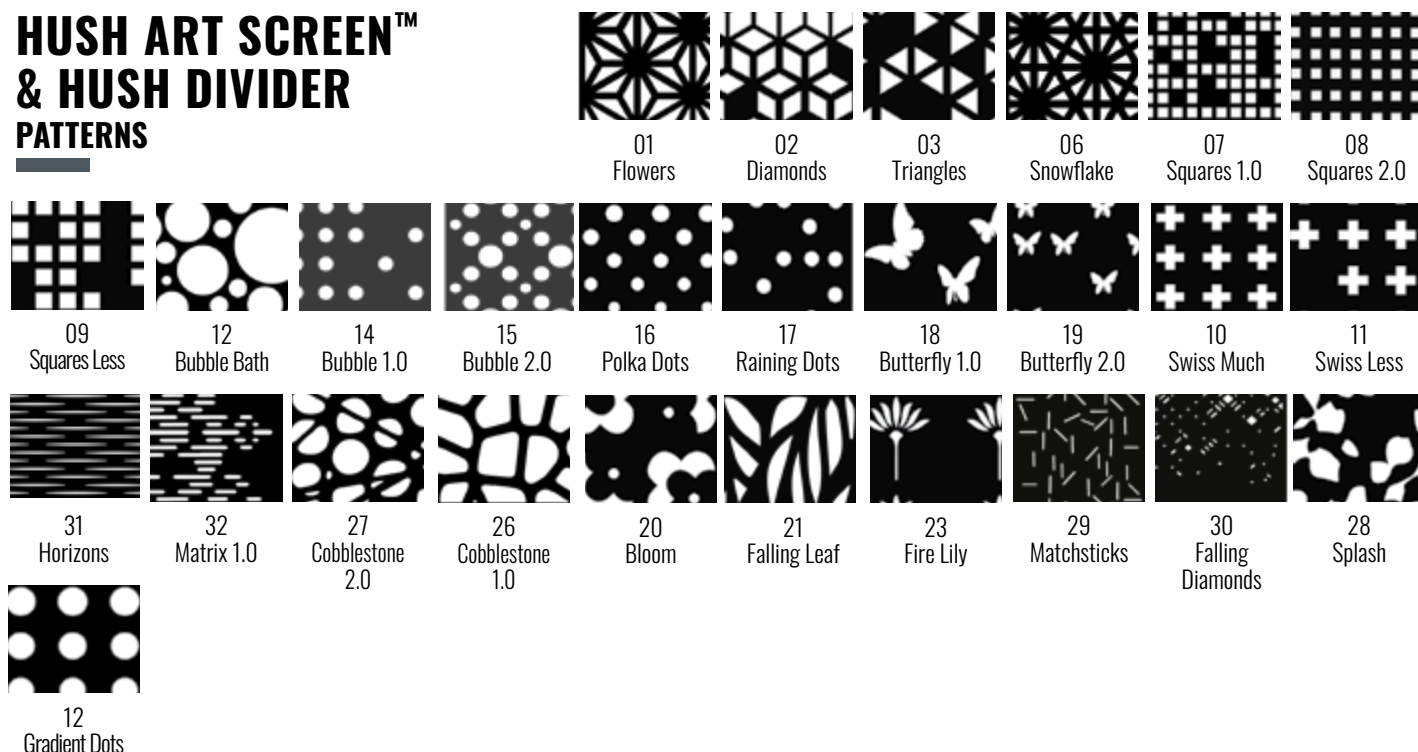 HUSH ART SCREEN™
& HUSH DIVIDER
PATTERNS
01
Flowers
02
Diamonds
03
Triangles
06
Snowflake
07
Squares 1.0
08
Squares 2.0
09
Squares Less
12
Bubble Bath
14
Bubble 1.0
15
Bubble 2.0
16
Polka Dots
17
Raining Dots
18
Butterfly 1.0
19
Butterfly 2.0
10
Swiss Much
11
Swiss Less
31
Horizons
32
Matrix 1.0
27
Cobblestone
2.0
26
Cobblestone
1.0
20
Bloom
21
Falling Leaf
23
Fire Lily
29
Matchsticks
30
Falling
Diamonds
28
Splash
12
Gradient Dots